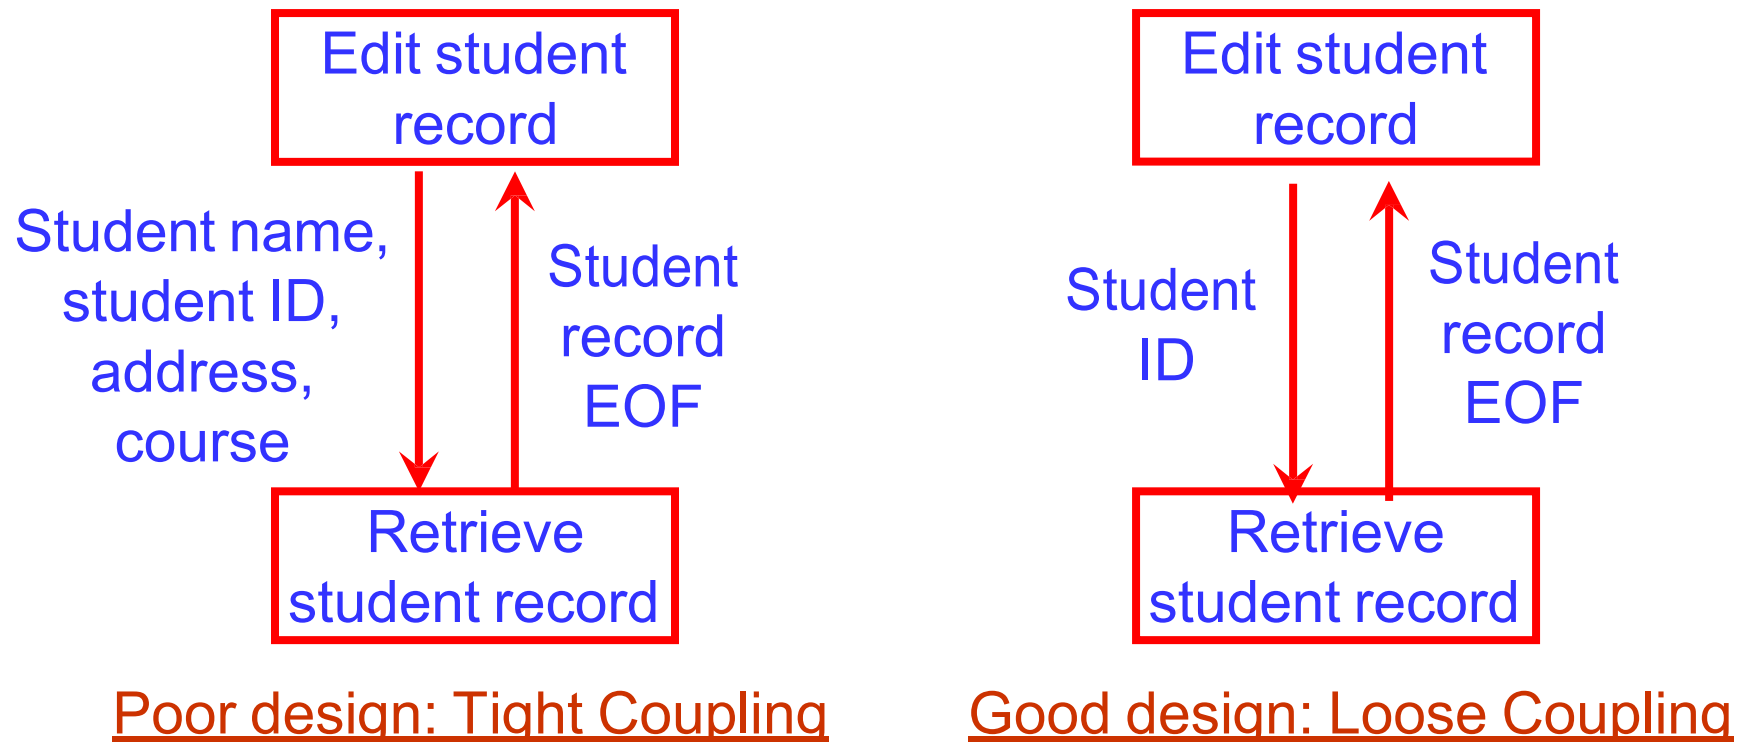 Edit student
record
Student name,
student ID,
address,
course
Student
record
EOF
Retrieve
student record
Poor design: Tight Coupling
Edit student
record
Student
ID
Student
record
EOF
Retrieve
student record
Good design: Loose Coupling